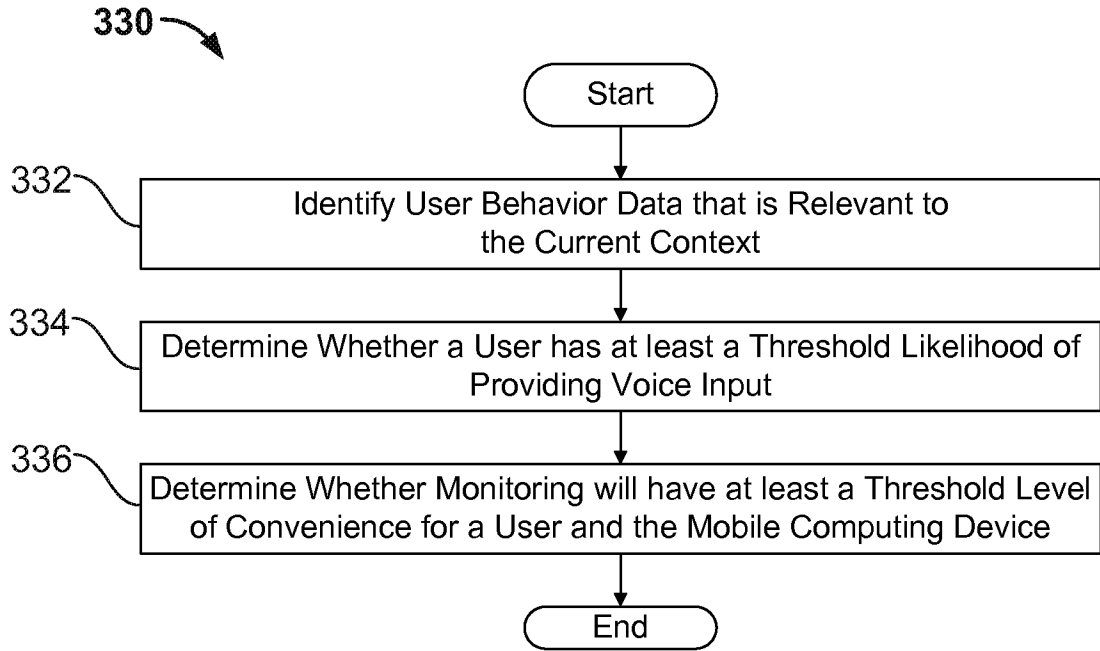 330
Start
332
Identify User Behavior Data that is Relevant to
the Current Context
334
Determine Whether a User has at least a Threshold Likelihood of
Providing Voice Input
336
Determine Whether Monitoring will have at least a Threshold Level
of Convenience for a User and the Mobile Computing Device
End